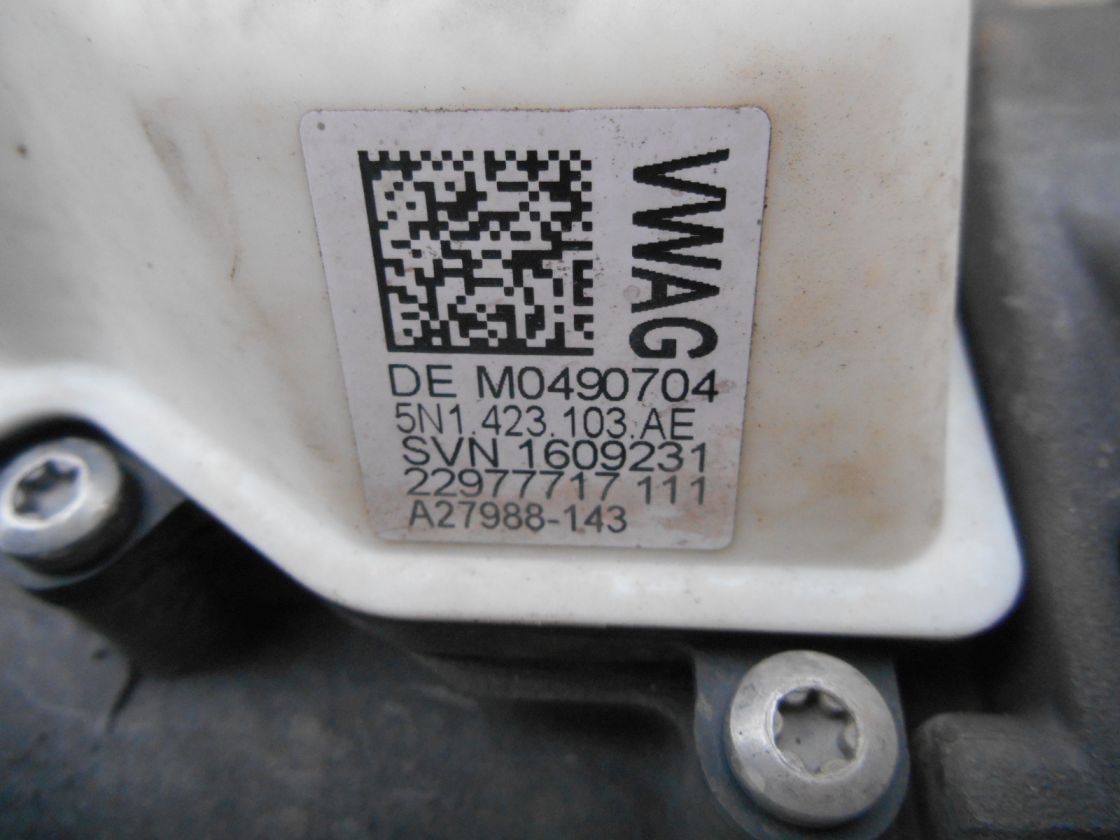 VWAG
DE M0490704
5N1.423.103.AE
SVN 1609231
22977717 111
A27988-143